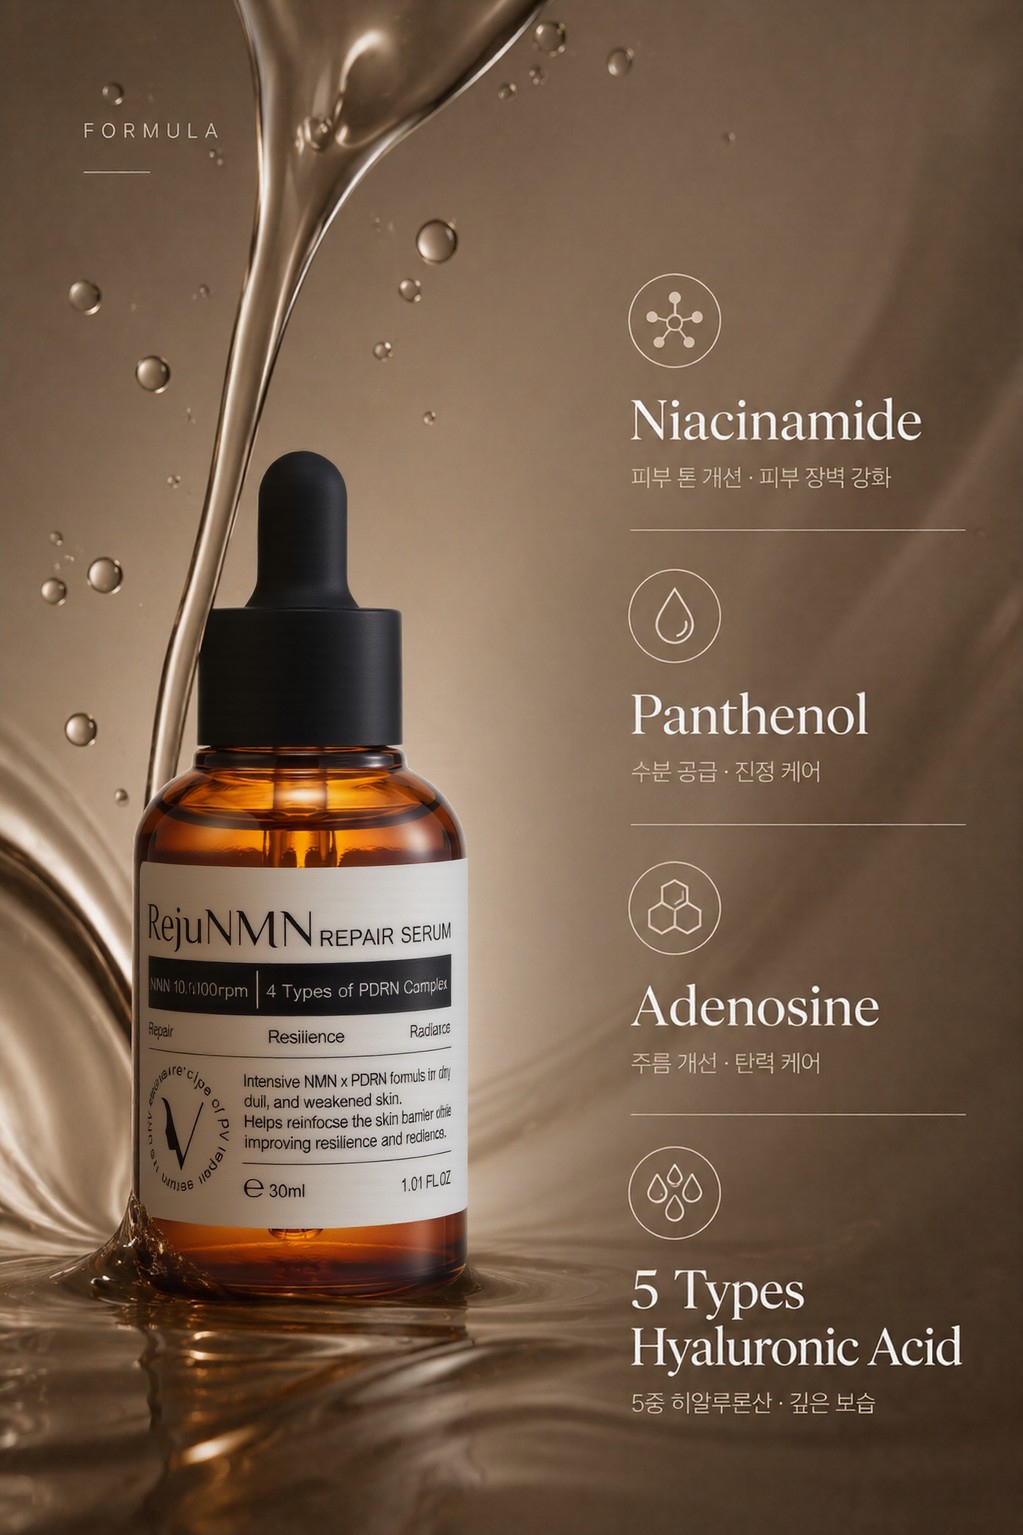 FORMULA
Niacinamide
피부 톤 개션 · 피부 장벽 강화
Panthenol
수분 공급 · 진정 케어
Adenosine
주름 개선 · 탄력 케어
5 Types
Hyaluronic Acid
5중 히알루론산 · 깊은 보습
RejuNMN REPAIR SERUM
4 Types of PDRN Complex
Repair Resilience Radiance
Intensive NMN x PDRN formuls in dry
dull, and weakened skin.
Helps reinfocse the skin barrier
improving resilience and redience.
℮ 30ml 1.01 FL.OZ